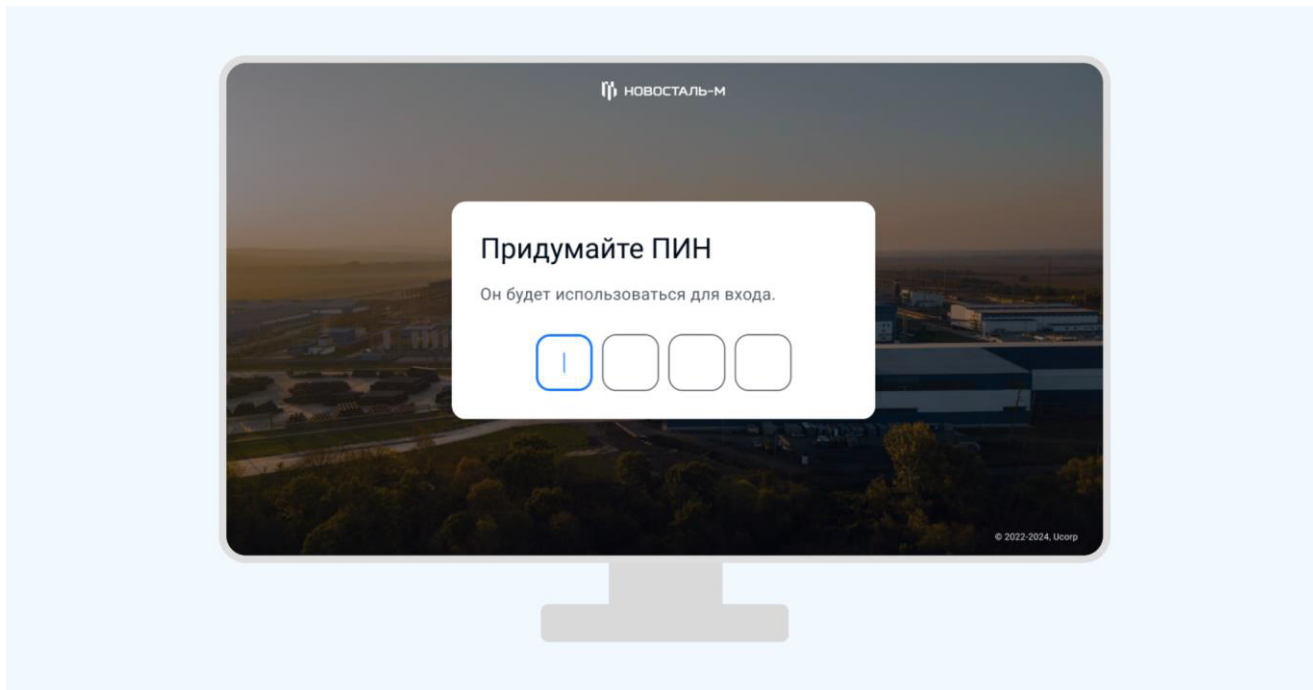 НОВОСТАЛЬ-М
Придумайте ПИН
Он будет использоваться для входа.
© 2022-2024, Ucorp